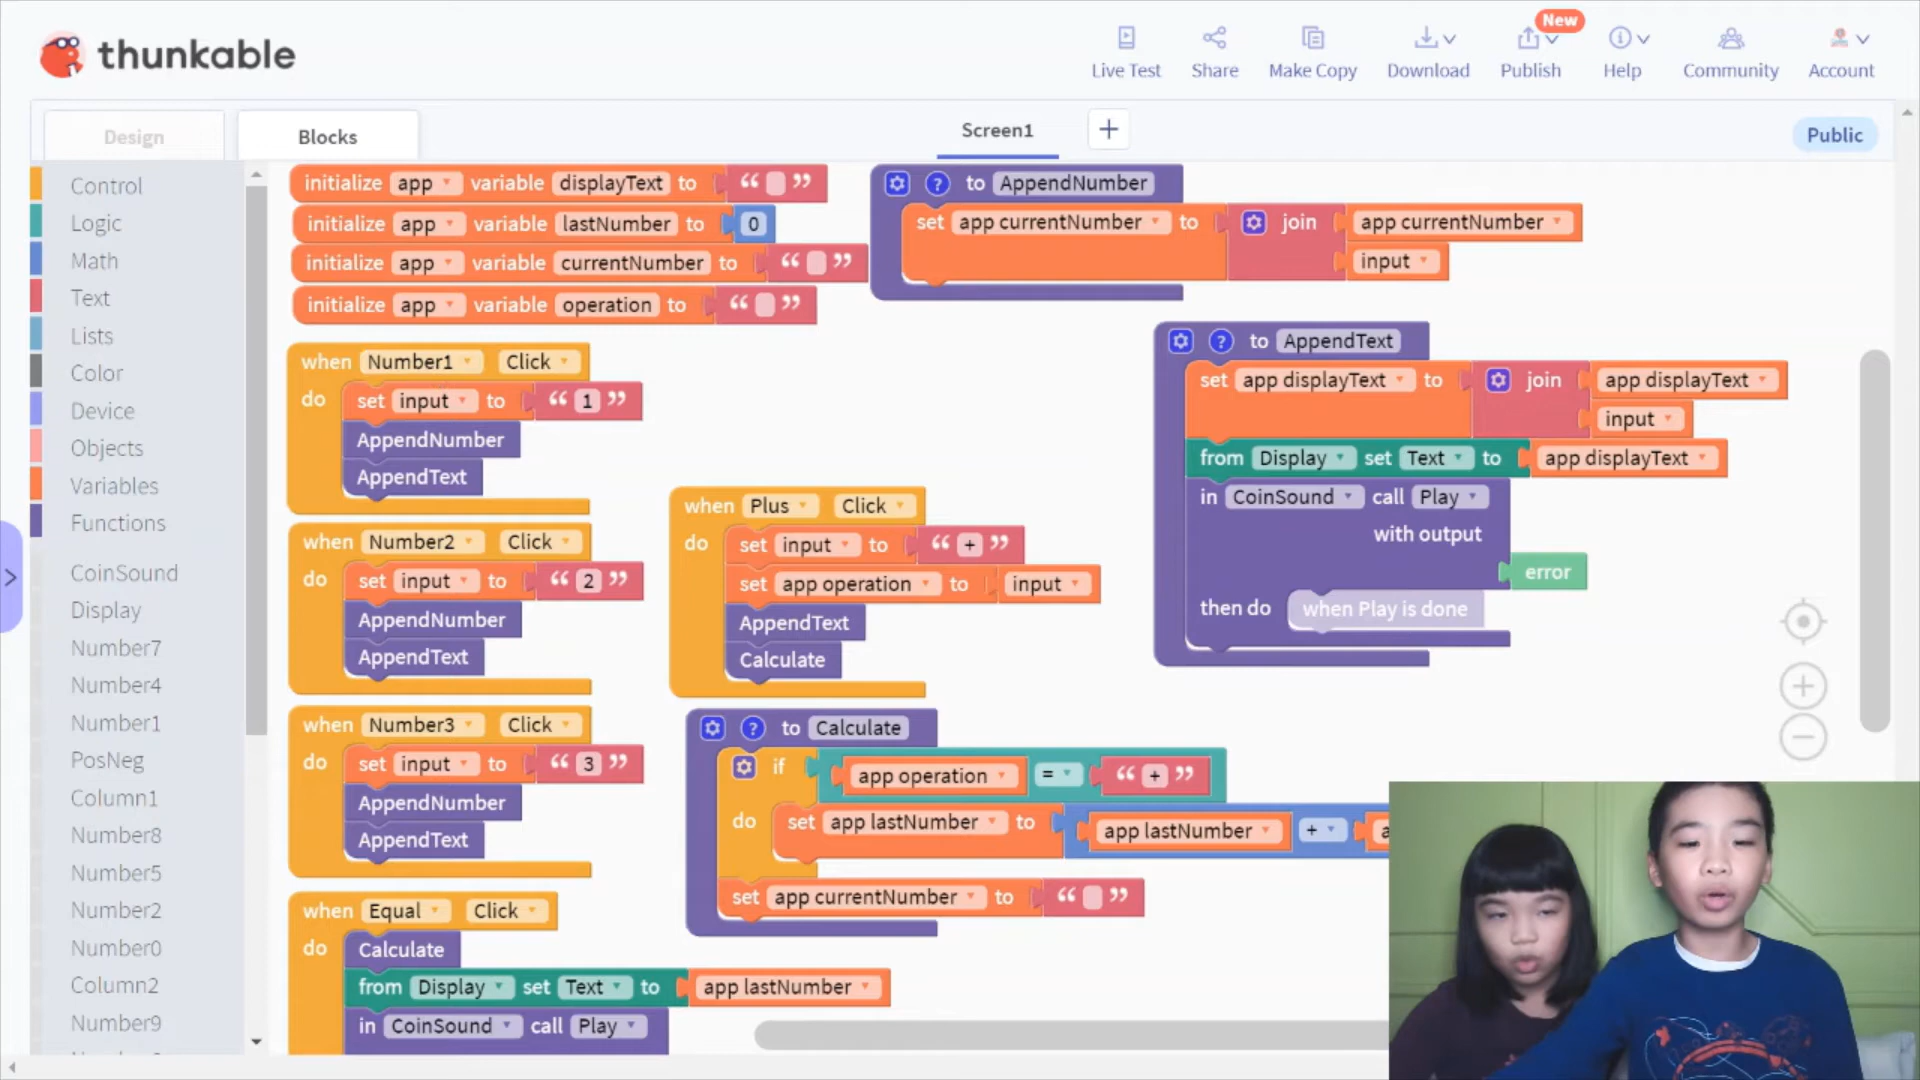 thunkable
New
Live Test Share Make Copy Download Publish Help Community Account
Design Blocks Screen1 + Public
Control
Logic
Math
Text
Lists
Color
Device
Objects
Variables
Functions
CoinSound
Display
Number7
Number4
Number1
PosNeg
Column1
Number8
Number5
Number2
Number0
Column2
Number9
initialize app variable displayText to “ ”
initialize app variable lastNumber to 0
initialize app variable currentNumber to “ ”
initialize app variable operation to “ ”
when Number1 Click
do set input to “ 1 ”
AppendNumber
AppendText
when Number2 Click
do set input to “ 2 ”
AppendNumber
AppendText
when Number3 Click
do set input to “ 3 ”
AppendNumber
AppendText
when Equal Click
do Calculate
from Display set Text to app lastNumber
in CoinSound call Play
when Plus Click
do set input to “ + ”
set app operation to input
AppendText
Calculate
? to Calculate
if app operation = “ + ”
do set app lastNumber to app lastNumber + a
set app currentNumber to “ ”
? to AppendNumber
set app currentNumber to join app currentNumber
input
? to AppendText
set app displayText to join app displayText
input
from Display set Text to app displayText
in CoinSound call Play
with output
error
then do when Play is done